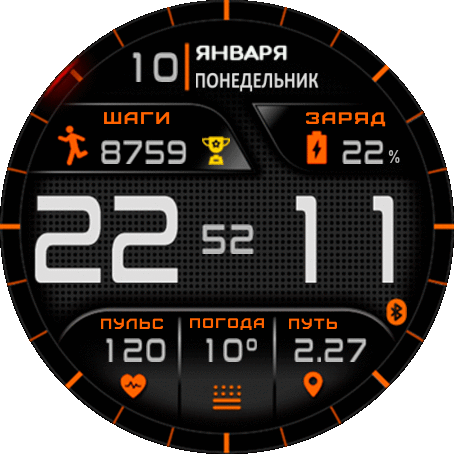 10 ЯНВАРЯ
ПОНЕДЕЛЬНИК
ШАГИ ЗАРЯД
8759 22%
22 52 11
ПУЛЬС ПОГОДА ПУТЬ
120 10° 2.27